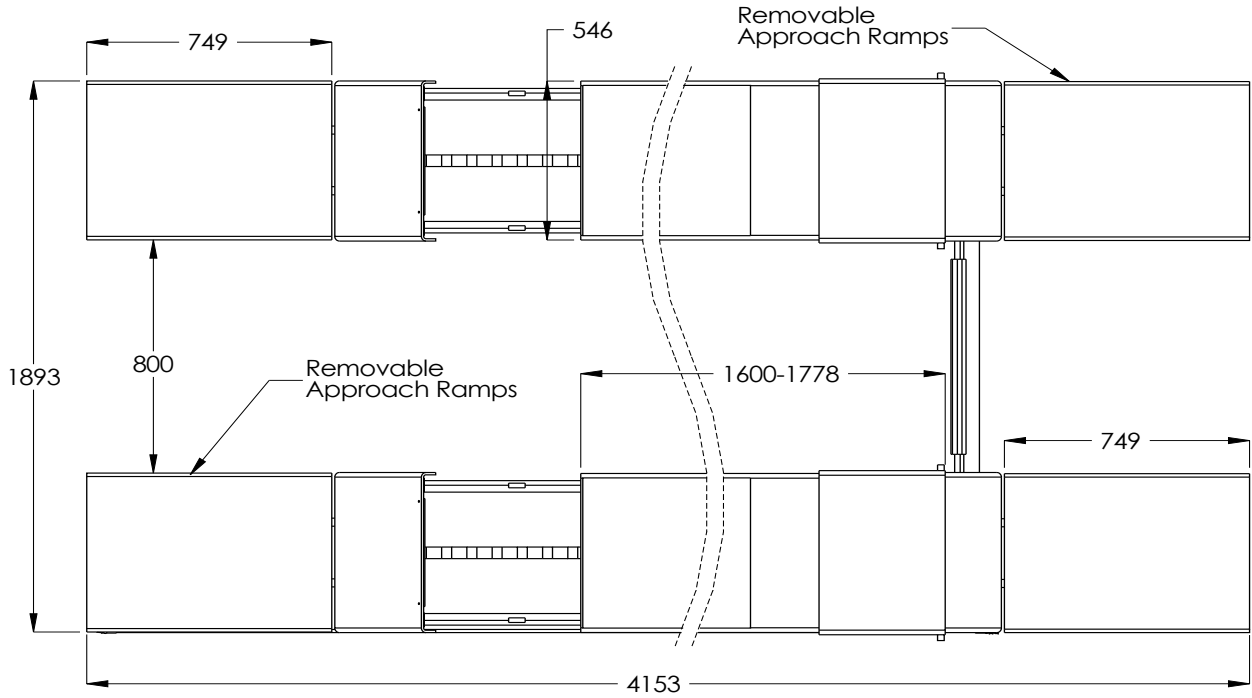 Removable
Approach Ramps
749
546
1893
800
Removable
Approach Ramps
1600-1778
749
4153